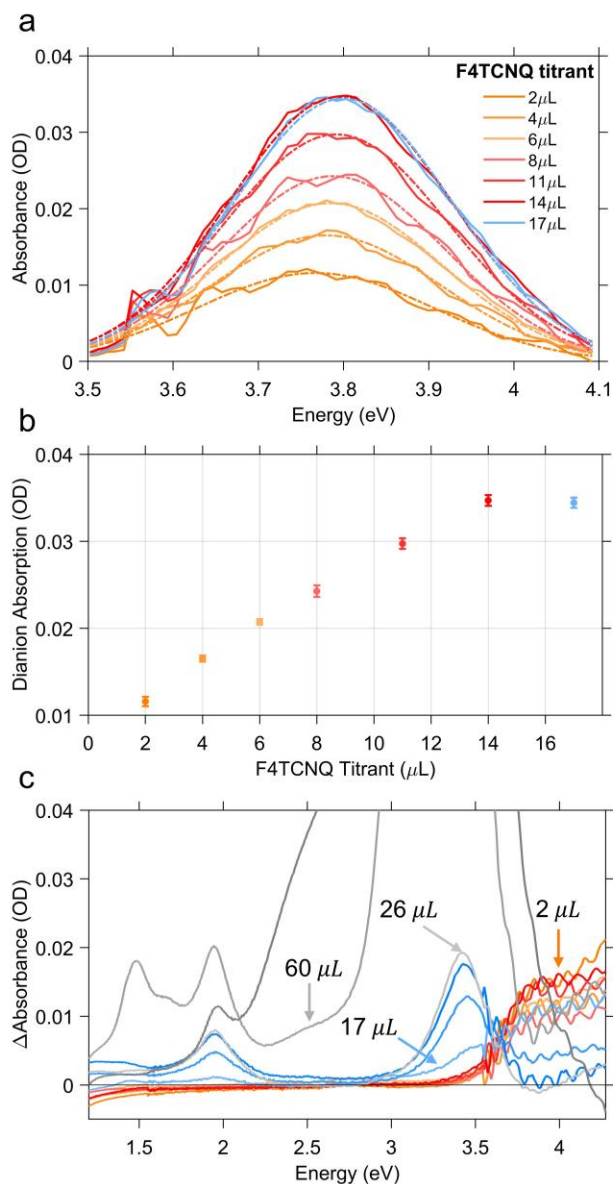 a
0.04
0.03
0.02
0.01
0
Absorbance (OD)
F4TCNQ titrant
2μL
4μL
6μL
8μL
11μL
14μL
17μL
3.5 3.6 3.7 3.8 3.9 4 4.1
Energy (eV)
b
0.04
0.03
0.02
0.01
Dianion Absorption (OD)
0 2 4 6 8 10 12 14 16
F4TCNQ Titrant (μL)
c
0.04
0.03
0.02
0.01
0
ΔAbsorbance (OD)
26 μL
2 μL
60 μL
17 μL
1.5 2 2.5 3 3.5 4
Energy (eV)